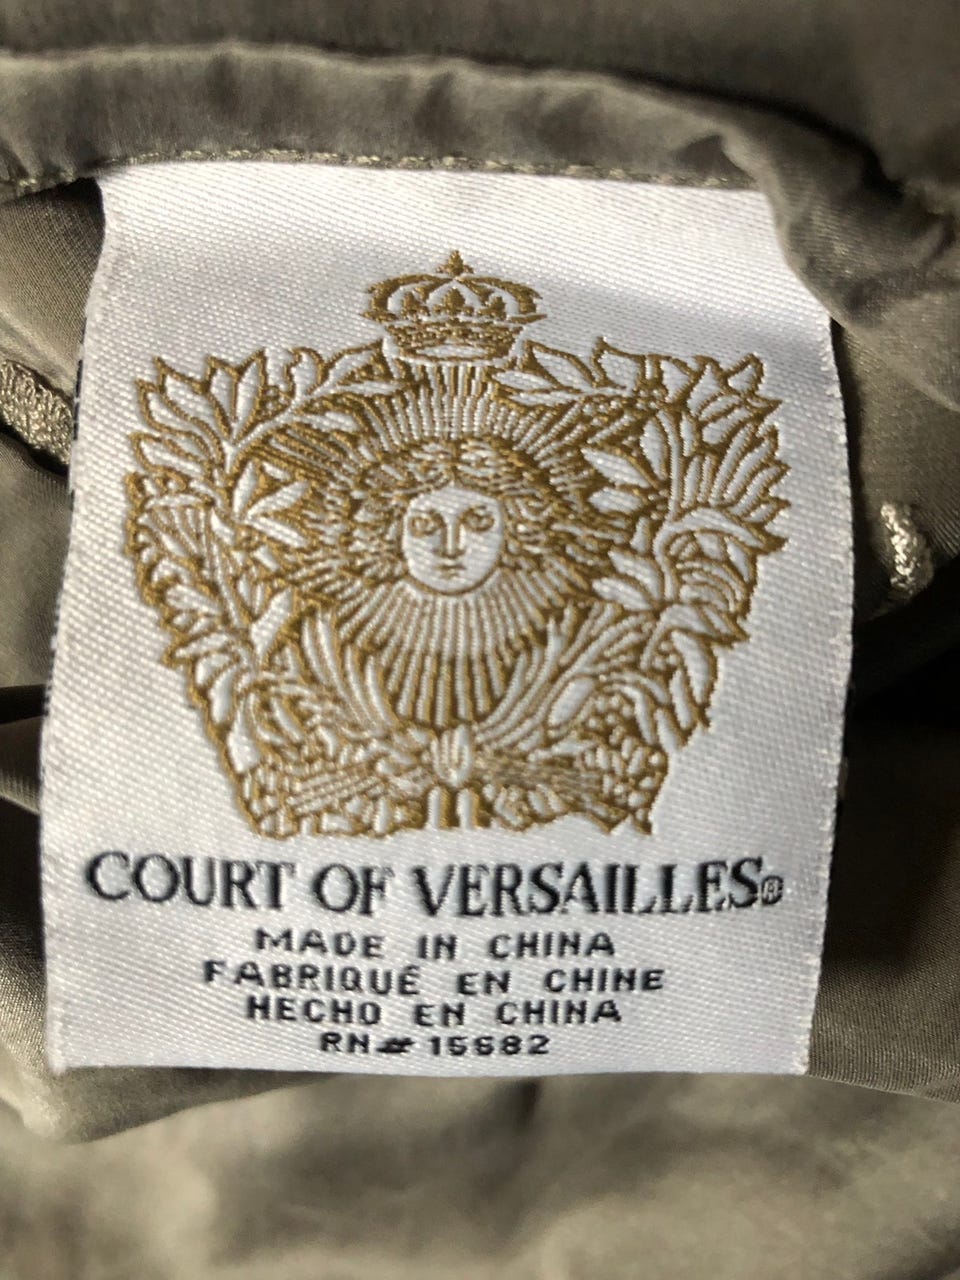 COURT OF VERSAILLES®
MADE IN CHINA
FABRIQUÉ EN CHINE
HECHO EN CHINA
RN# 15682